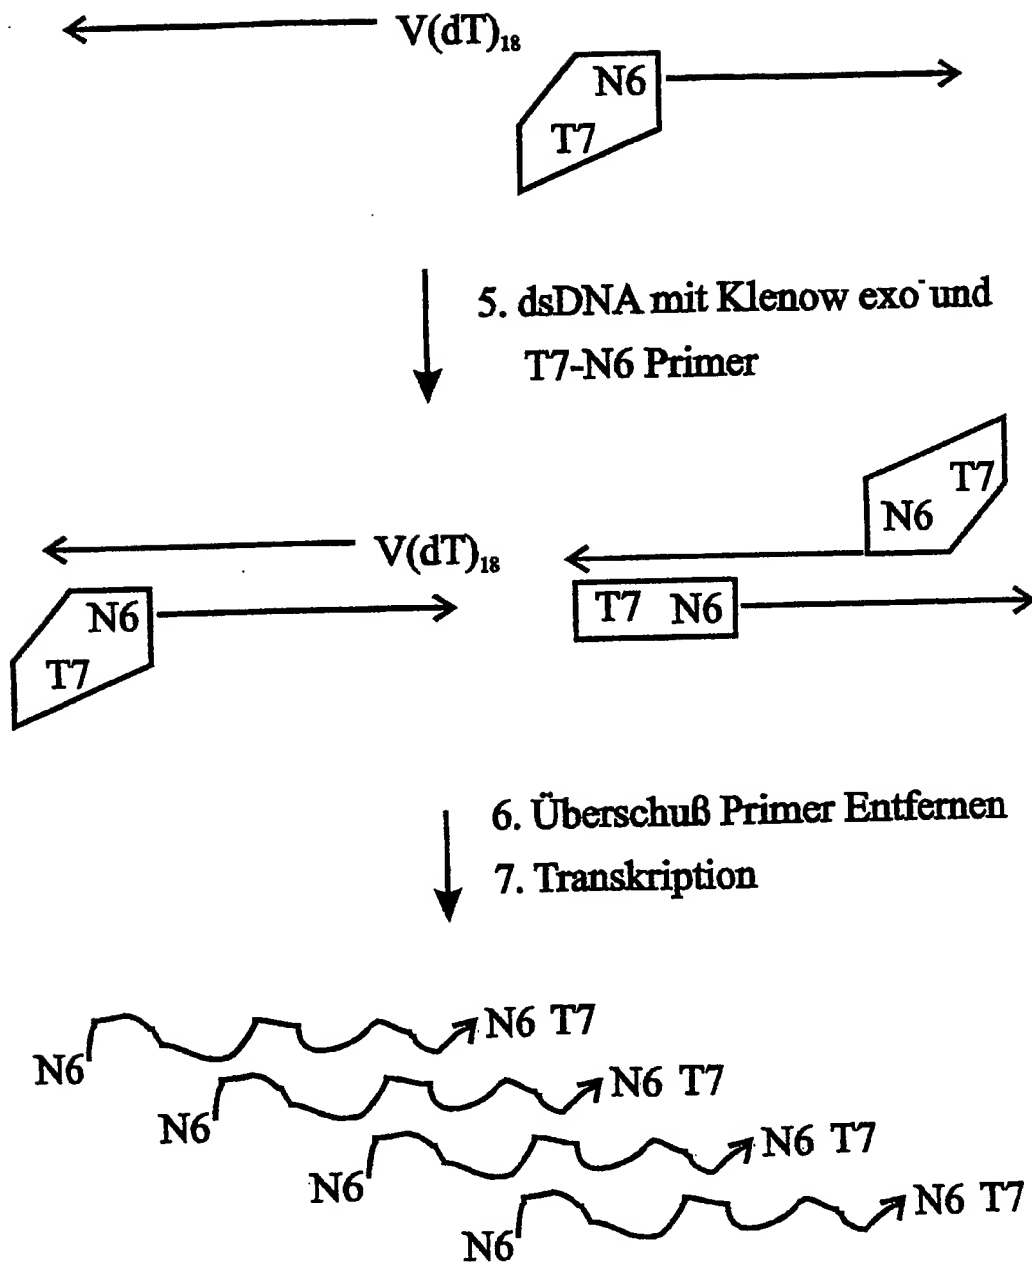 V(dT)₁₈
N6
T7
5. dsDNA mit Klenow exo⁻ und
T7-N6 Primer
T7
N6
V(dT)₁₈
N6
T7
T7 N6
6. Überschuß Primer Entfernen
7. Transkription
N6 T7
N6
N6 T7
N6
N6 T7
N6
N6 T7
N6